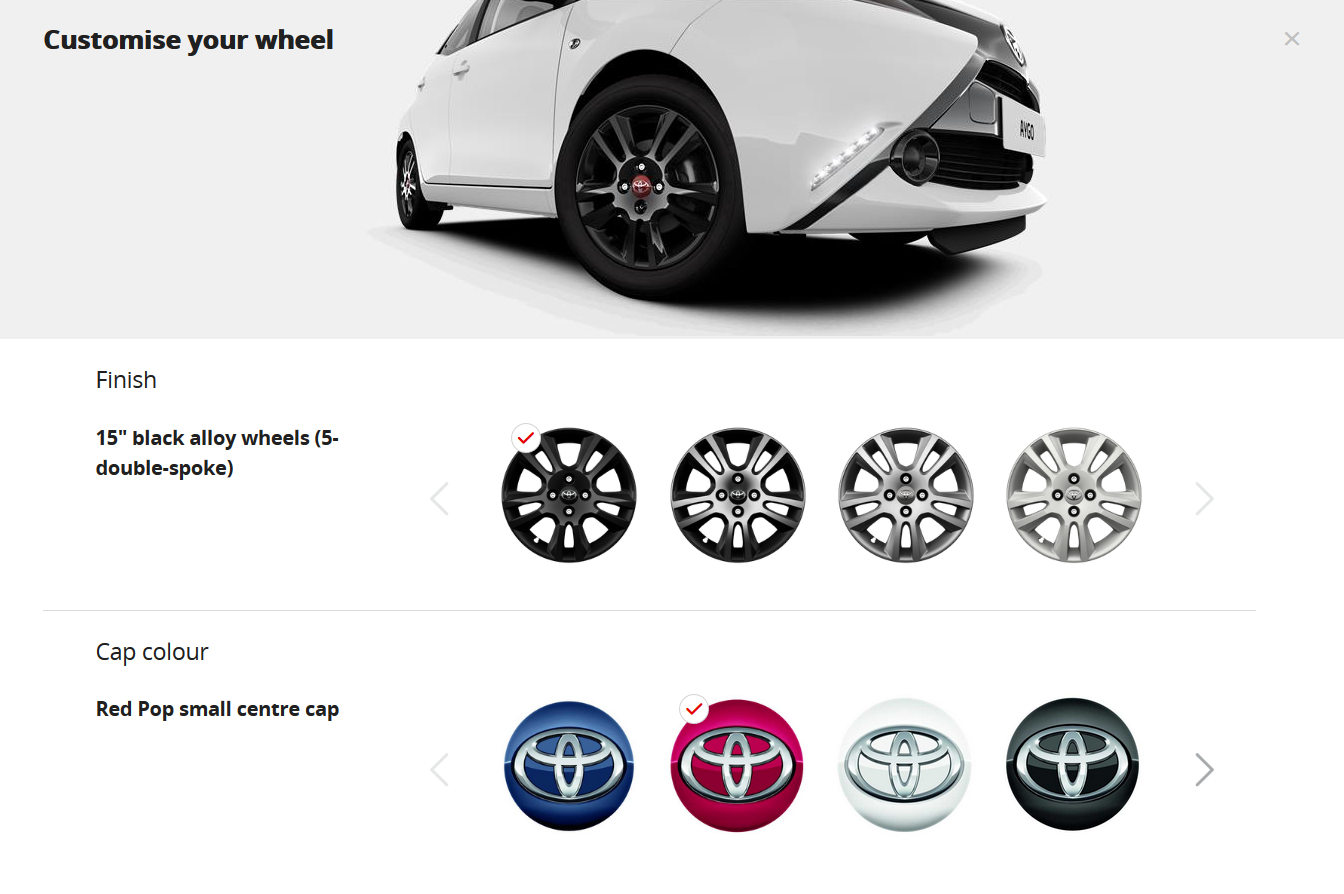 Customise your wheel
AYGO
Finish
15" black alloy wheels (5-
double-spoke)
Cap colour
Red Pop small centre cap